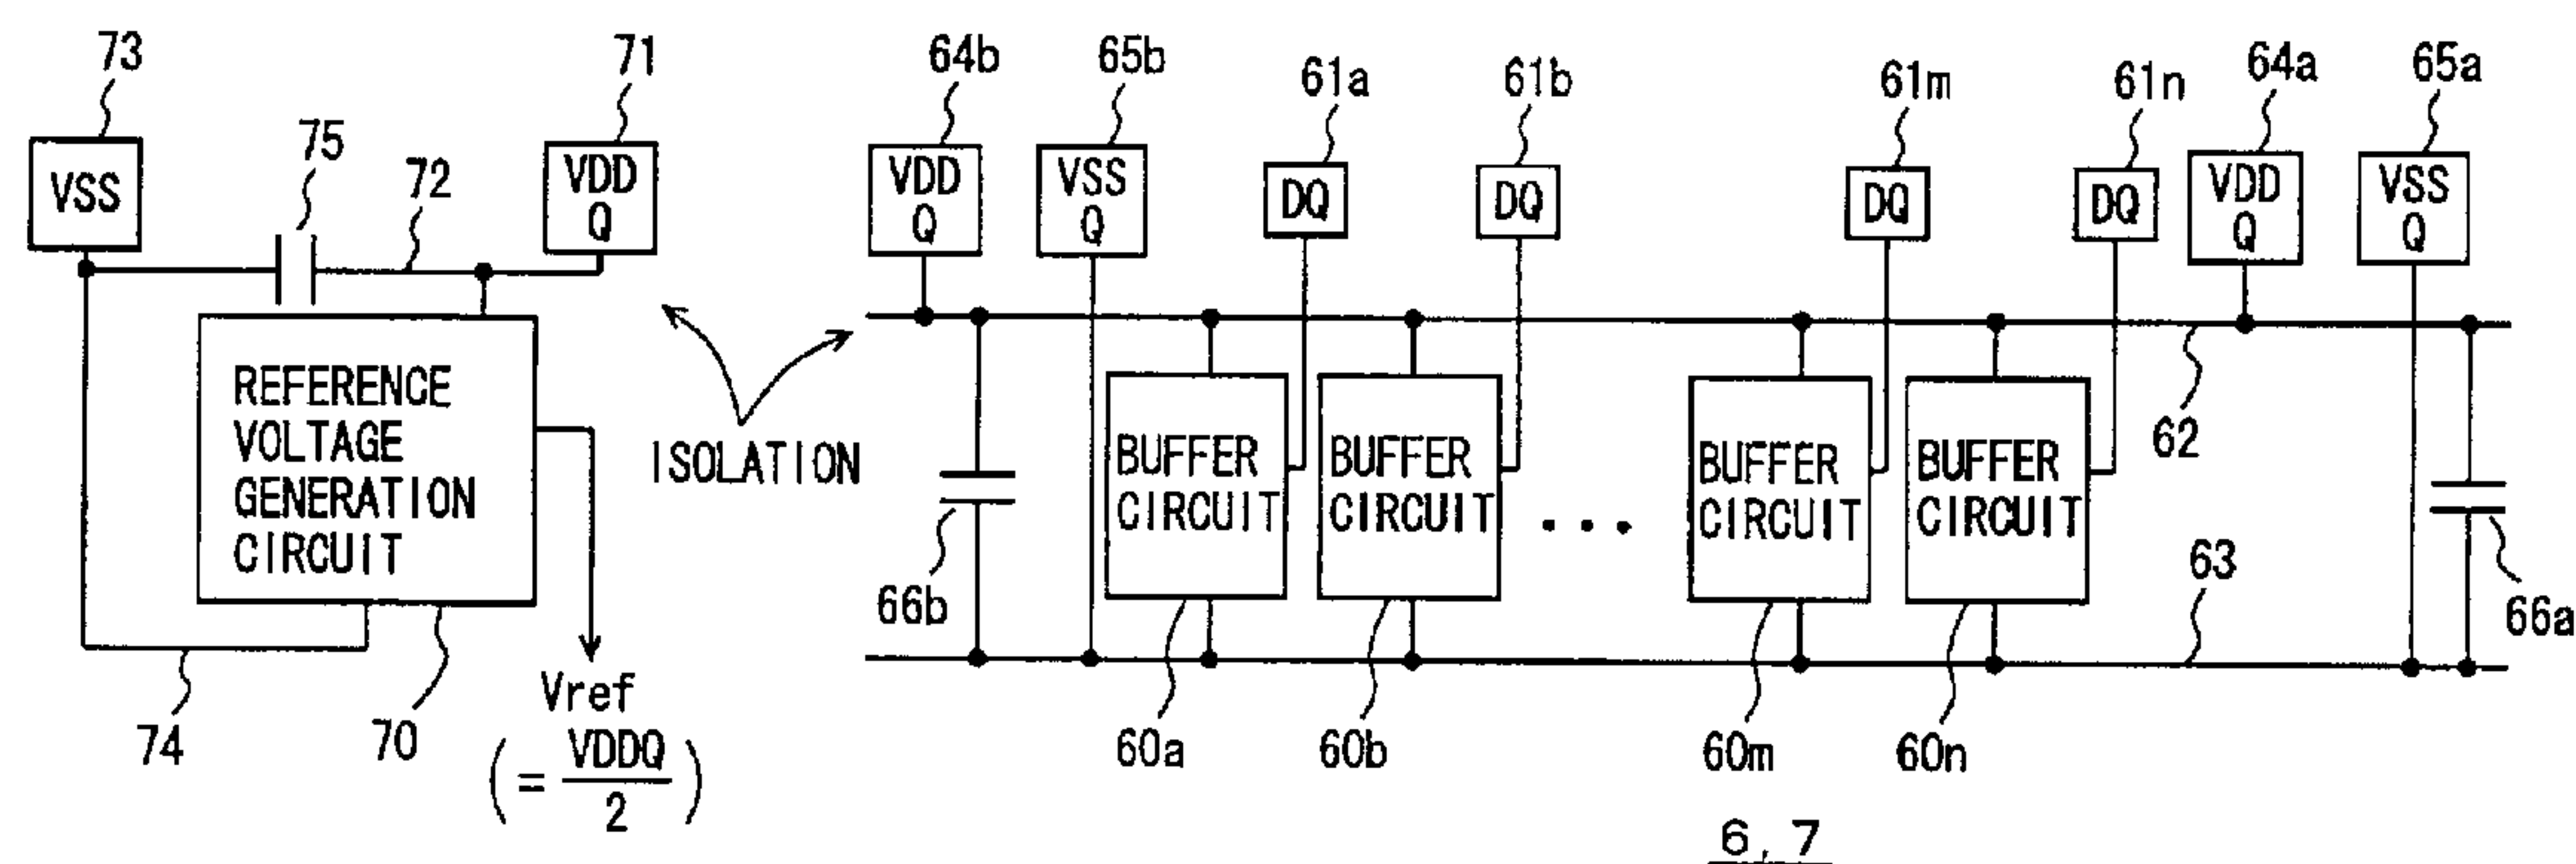 73
71
64b
65b
61a
61b
61m
61n
64a
65a
75
72
VSS
VDD
Q
VDD
Q
VSS
Q
DQ
DQ
DQ
DQ
VDD
Q
VSS
Q
REFERENCE
VOLTAGE
GENERATION
CIRCUIT
ISOLATION
BUFFER
CIRCUIT
BUFFER
CIRCUIT
...
BUFFER
CIRCUIT
BUFFER
CIRCUIT
62
63
66b
66a
74
70
Vref
(= VDDQ
2 )
60a
60b
60m
60n
6, 7